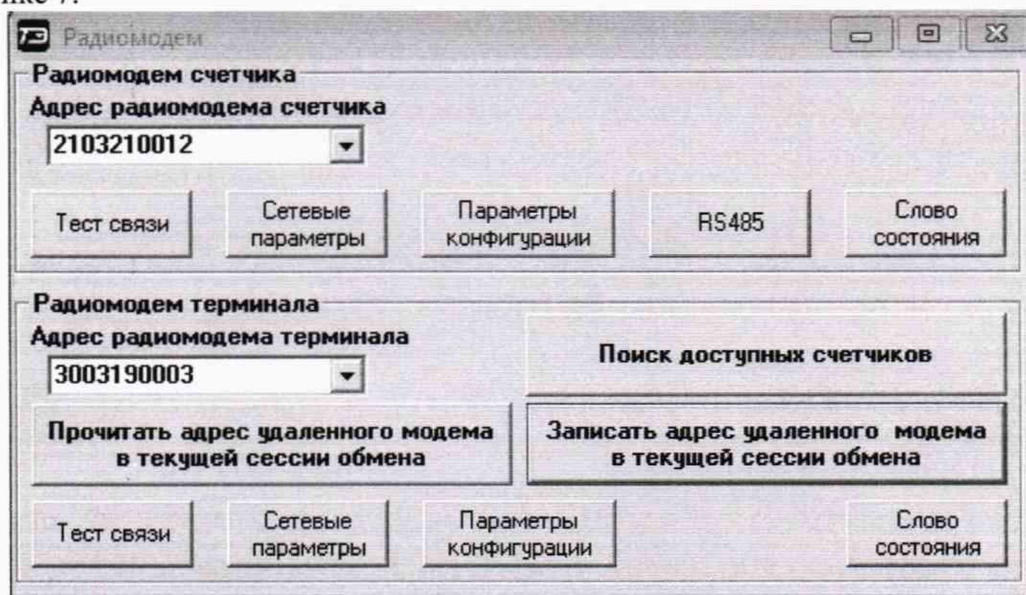 Радиомодем
Радиомодем счетчика
Адрес радиомодема счетчика
2103210012
Тест связи
Сетевые
параметры
Параметры
конфигурации
RS485
Слово
состояния
Радиомодем терминала
Адрес радиомодема терминала
3003190003
Поиск доступных счетчиков
Прочитать адрес удаленного модема
в текущей сессии обмена
Записать адрес удаленного модема
в текущей сессии обмена
Тест связи
Сетевые
параметры
Параметры
конфигурации
Слово
состояния